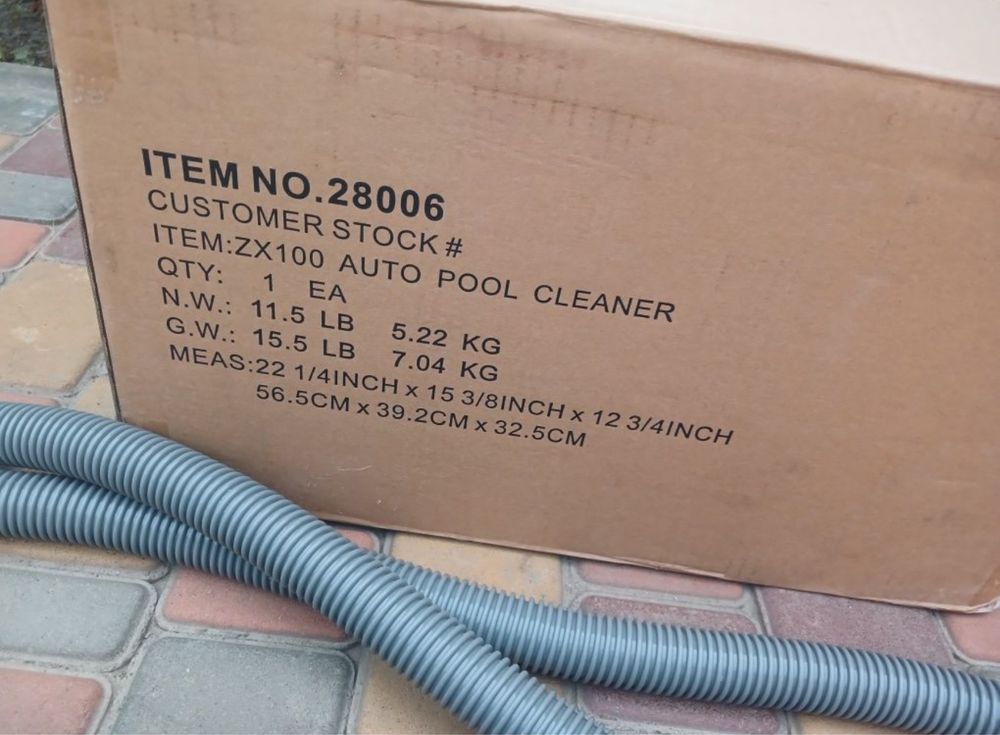 ITEM NO.28006
CUSTOMER STOCK #
ITEM:ZX100 AUTO POOL CLEANER
QTY: 1 EA
N.W.: 11.5 LB 5.22 KG
G.W.: 15.5 LB 7.04 KG
MEAS:22 1/4INCH x 15 3/8INCH x 12 3/4INCH
56.5CM x 39.2CM x 32.5CM